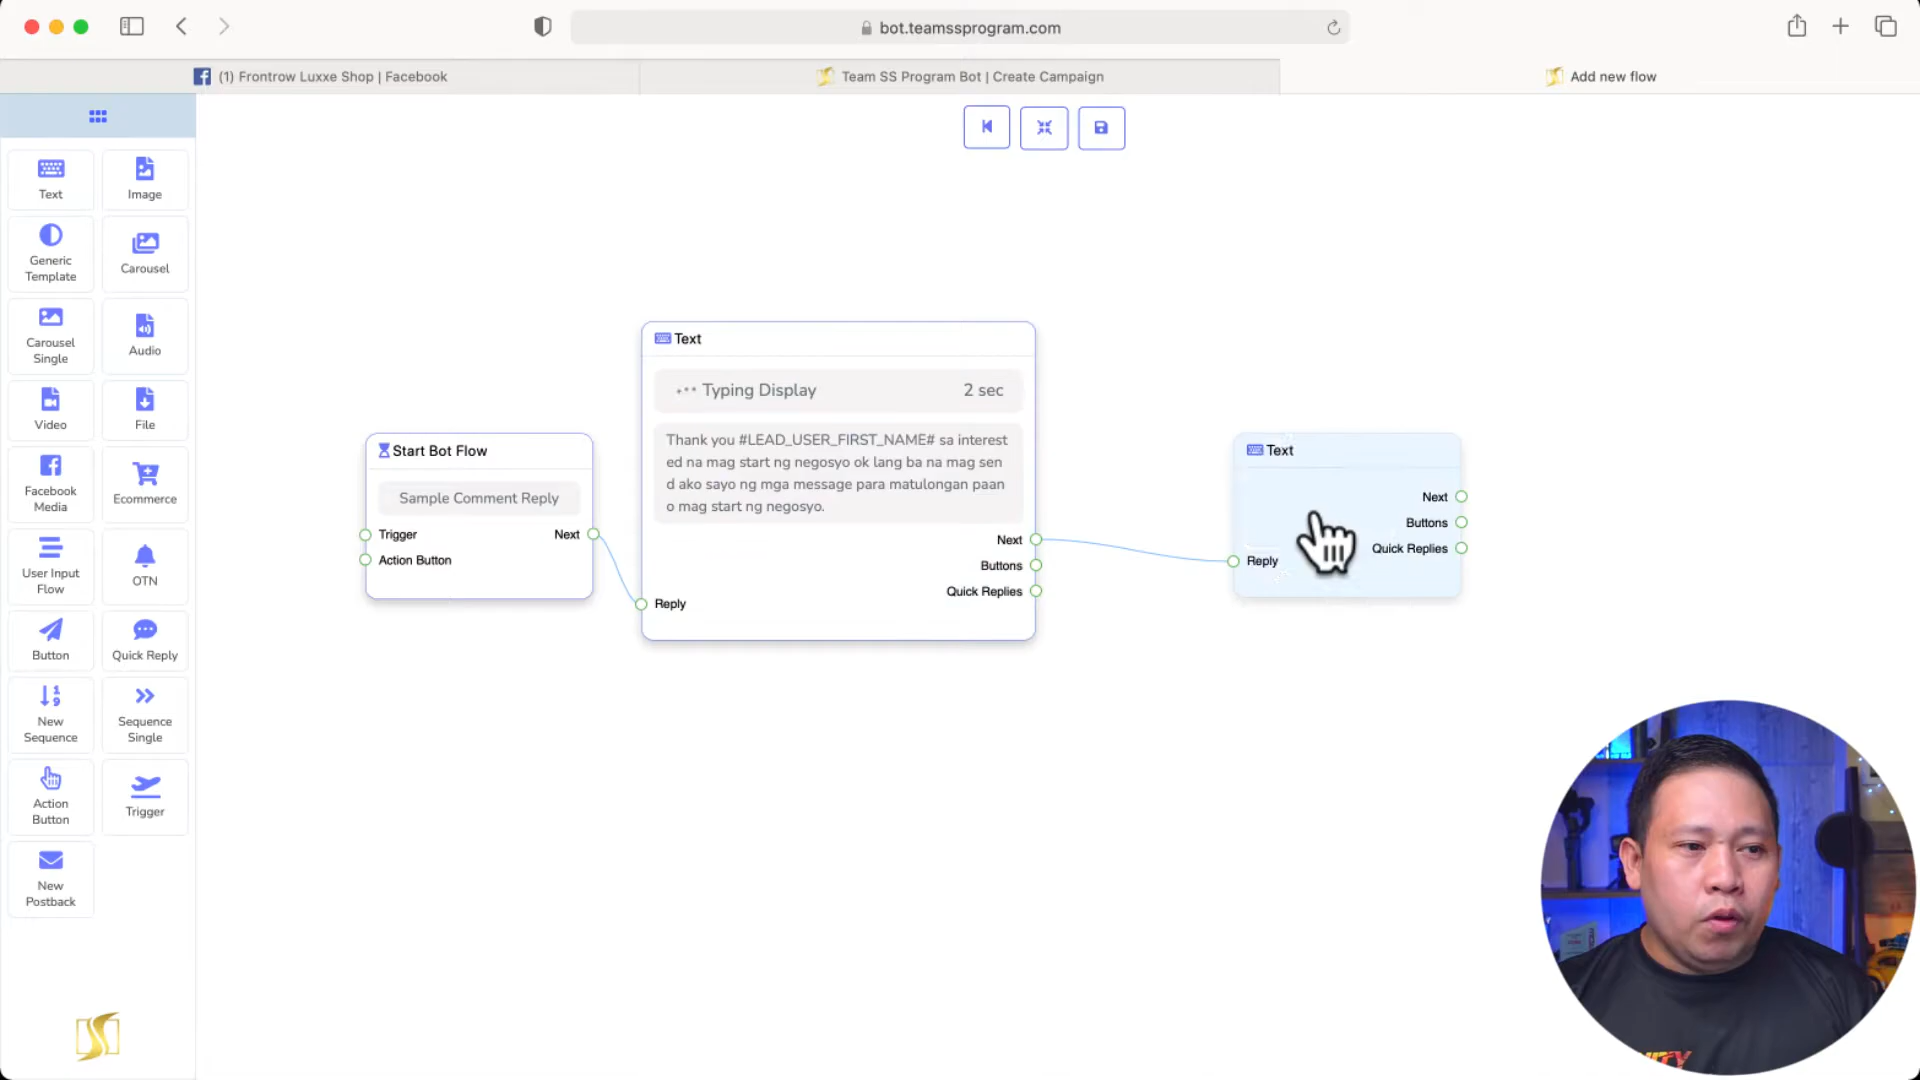 bot.teamssprogram.com
(1) Frontrow Luxxe Shop | Facebook
Team SS Program Bot | Create Campaign
Add new flow
Text
Image
Generic
Template
Carousel
Carousel
Single
Audio
Video
File
Facebook
Media
Ecommerce
User Input
Flow
OTN
Button
Quick Reply
New
Sequence
Sequence
Single
Action
Button
Trigger
New
Postback
Start Bot Flow
Sample Comment Reply
Trigger
Next
Action Button
Text
Typing Display
2 sec
Thank you #LEAD_USER_FIRST_NAME# sa interest
ed na mag start ng negosyo ok lang ba na mag sen
d ako sayo ng mga message para matulongan paan
o mag start ng negosyo.
Next
Buttons
Quick Replies
Reply
Text
Next
Buttons
Quick Replies
Reply